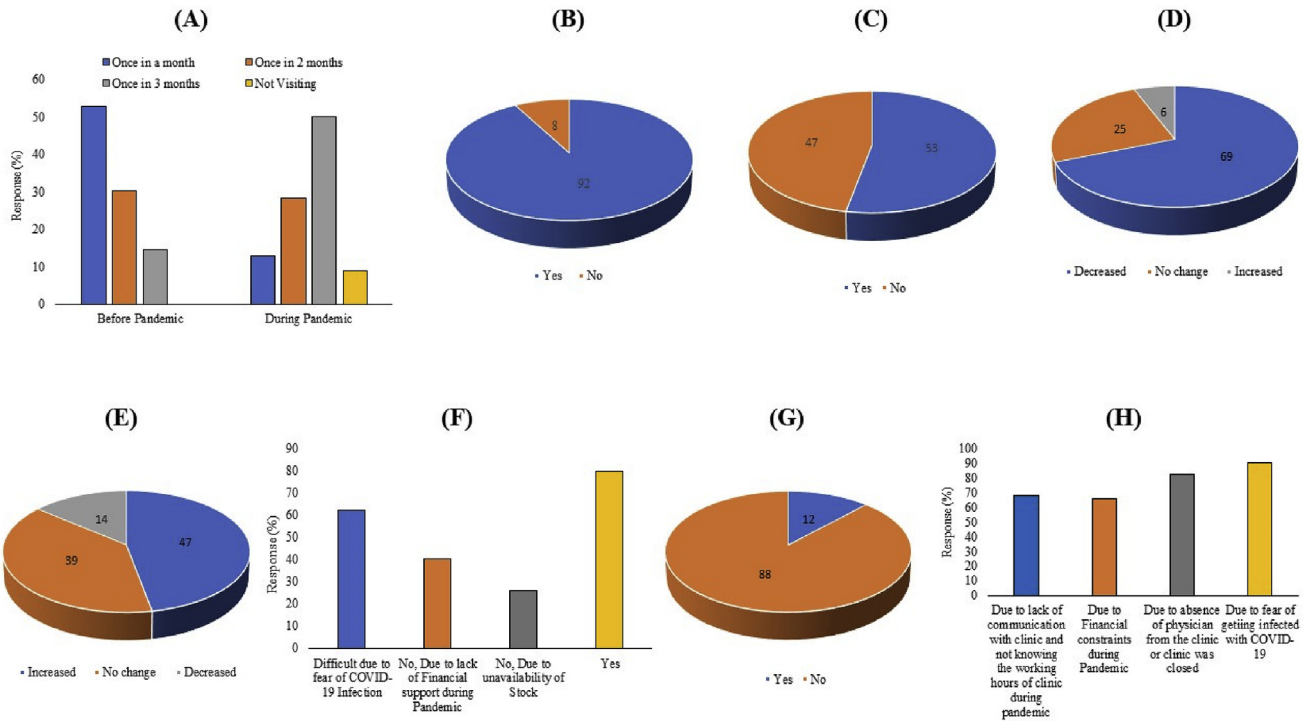 (A)
Once in a month
Once in 2 months
Once in 3 months
Not Visiting
60
50
40
30
20
10
0
Response (%)
Before Pandemic
During Pandemic
(B)
8
92
Yes
No
(C)
47
53
Yes
No
(D)
6
25
69
Decreased
No change
Increased
(E)
14
47
39
Increased
No change
Decreased
(F)
90
80
70
60
50
40
30
20
10
0
Response (%)
Difficult due to
fear of COVID-
19 Infection
No, Due to lack
of Financial
support during
Pandemic
No, Due to
unavailability of
Stock
Yes
(G)
12
88
Yes
No
(H)
100
90
80
70
60
50
40
30
20
10
0
Response (%)
Due to lack of
communication
with clinic and
not knowing
the working
hours of clinic
during
pandemic
Due to
Financial
constraints
during
Pandemic
Due to absence
of physician
from the clinic
or clinic was
closed
Due to fear of
getiing infected
with COVID-
19